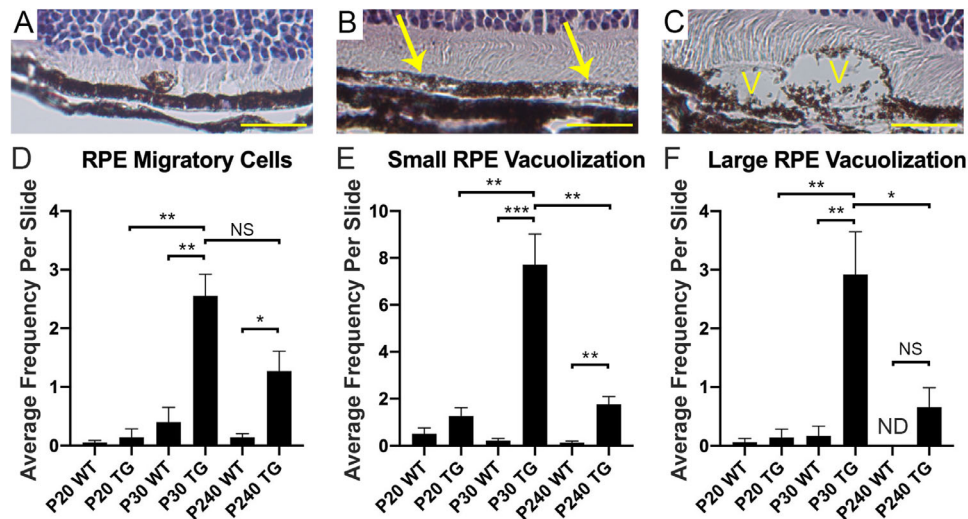 A
B
C
V V
D RPE Migratory Cells
Average Frequency Per Slide
4
3
2
1
0
**
NS
**
*
P20 WT
P20 TG
P30 WT
P30 TG
P240 WT
P240 TG
E Small RPE Vacuolization
Average Frequency Per Slide
10
8
6
4
2
0
**
***
**
**
P20 WT
P20 TG
P30 WT
P30 TG
P240 WT
P240 TG
F Large RPE Vacuolization
Average Frequency Per Slide
4
3
2
1
0
**
*
**
NS
ND
P20 WT
P20 TG
P30 WT
P30 TG
P240 WT
P240 TG